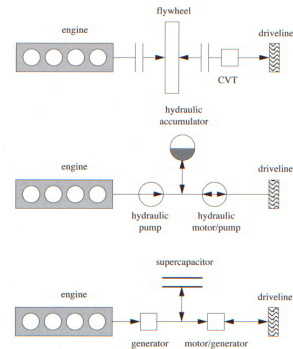 flywheel
engine
driveline
CVT
hydraulic
accumulator
engine
driveline
hydraulic
pump
hydraulic
motor/pump
supercapacitor
engine
driveline
generator
motor/generator